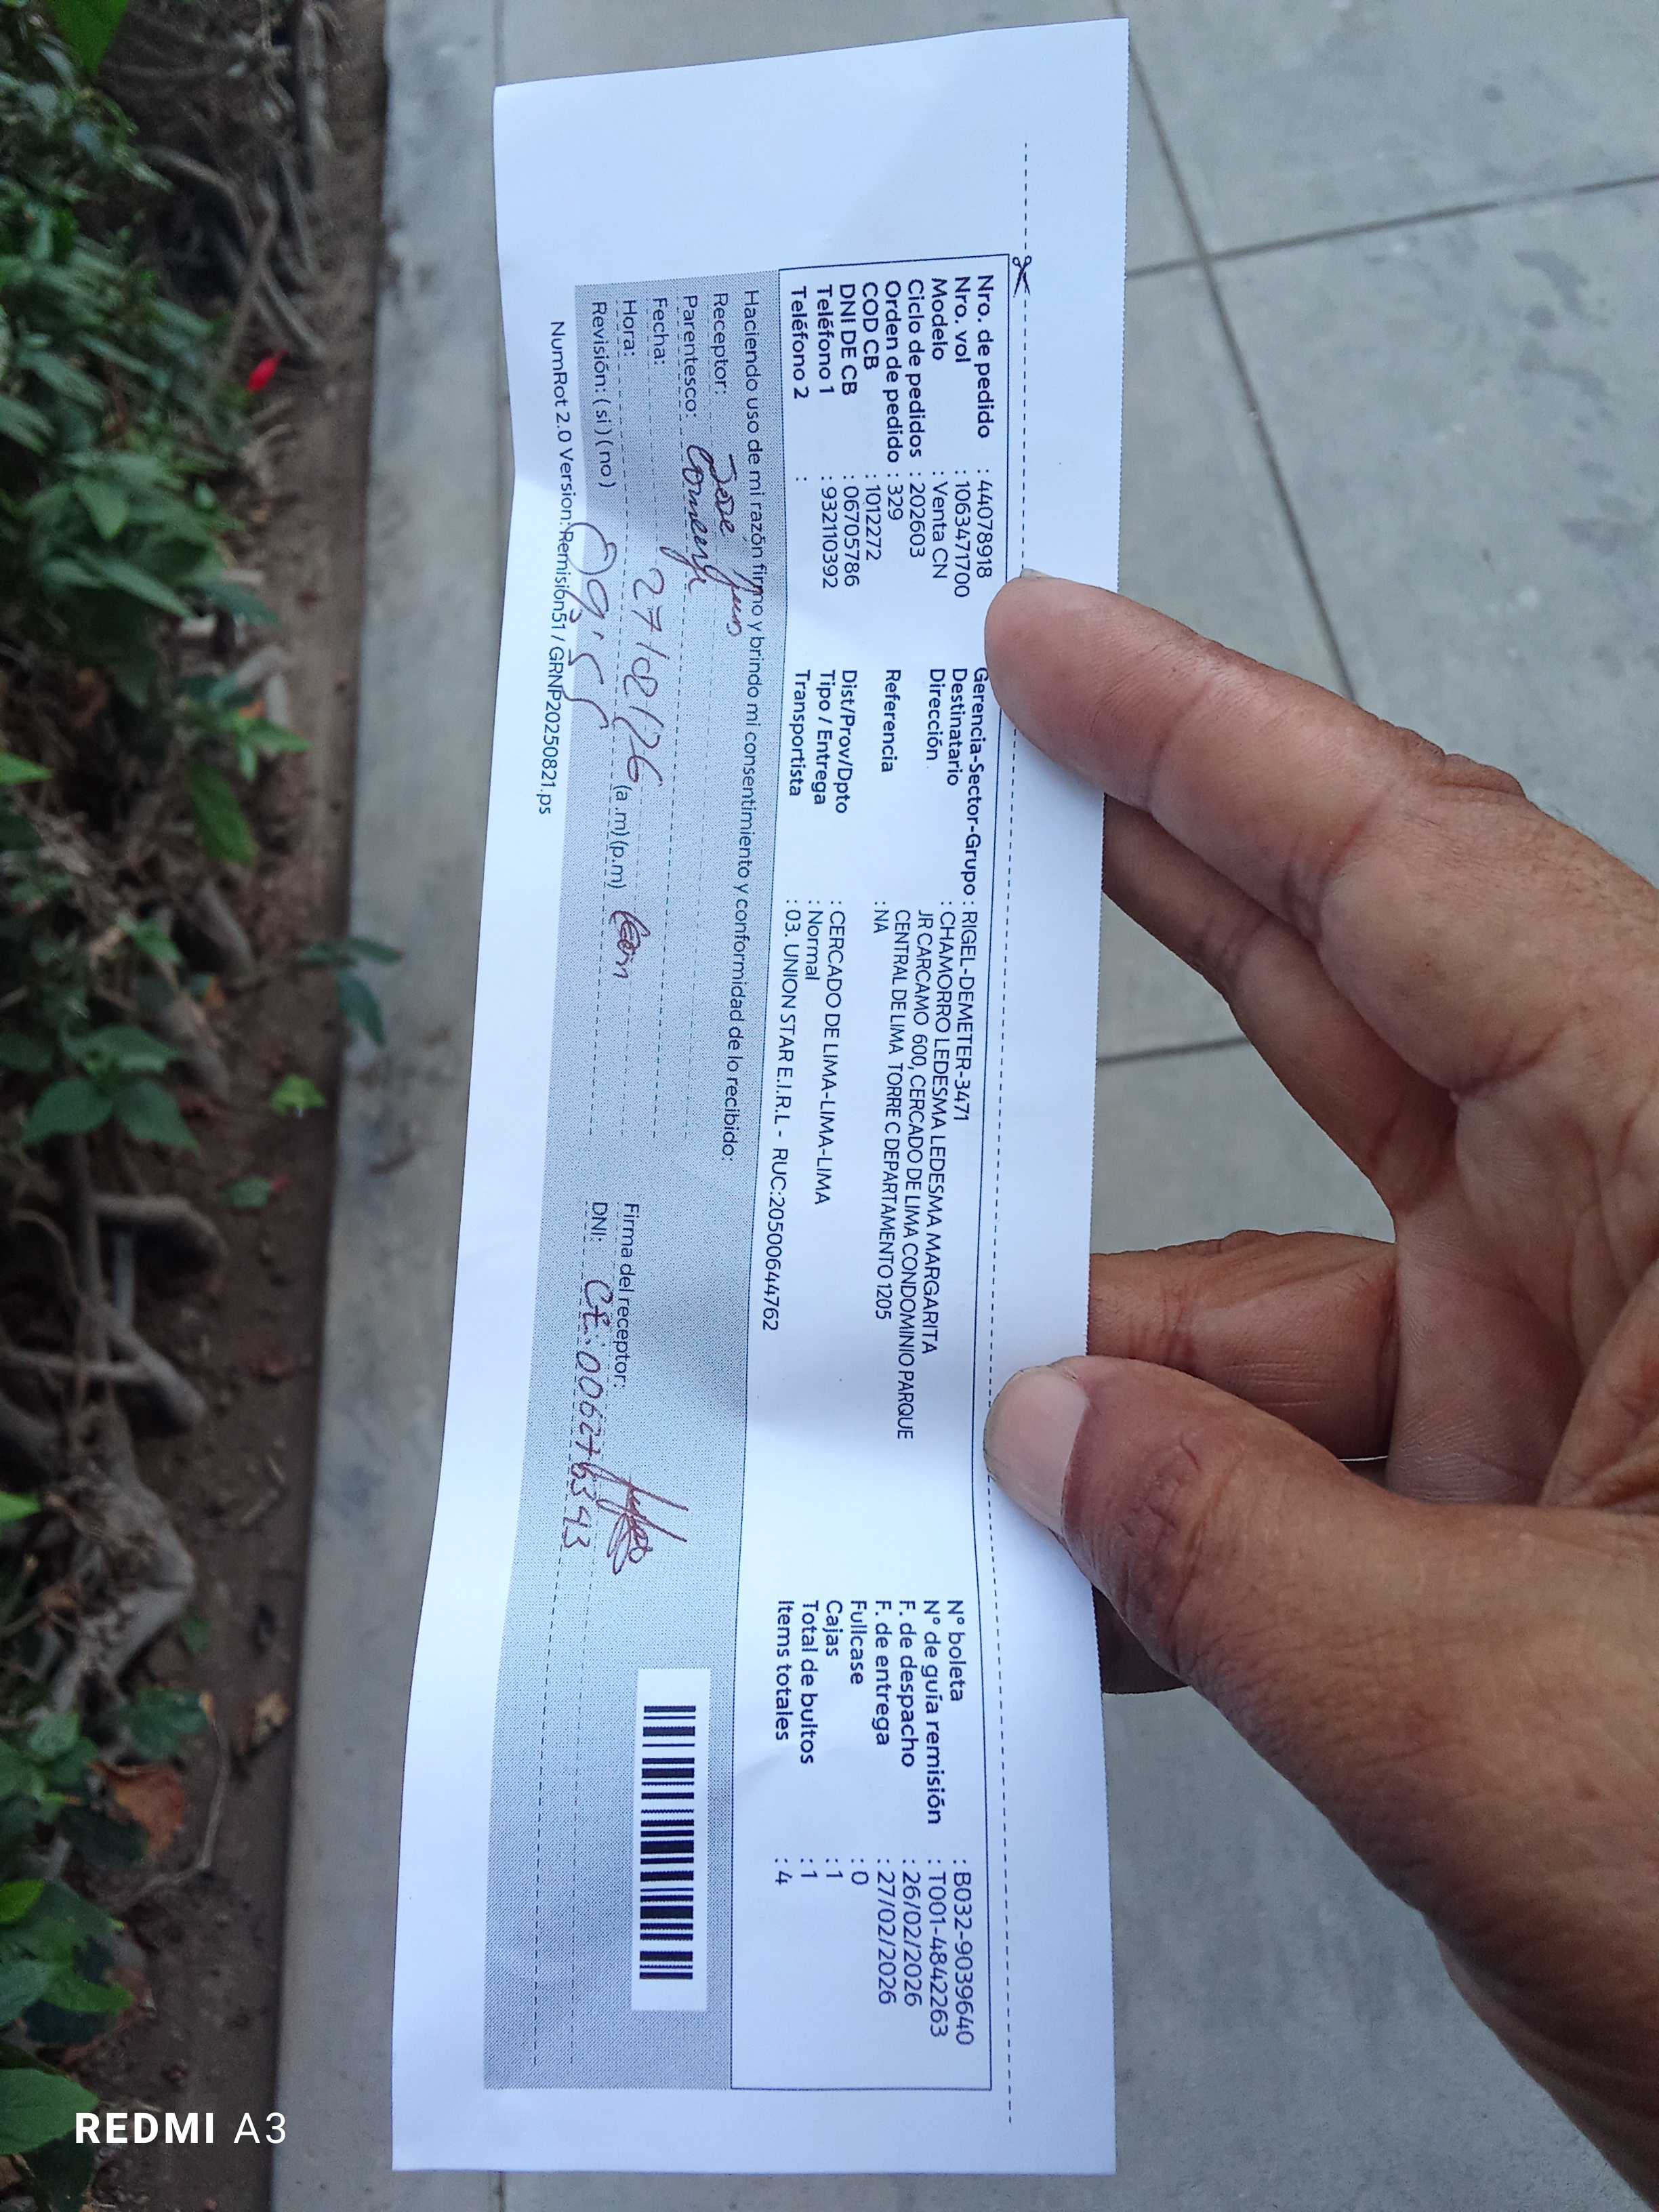 Nro. de pedido : 44078918
Nro. vol : 1063471700
Modelo : Venta CN
Ciclo de pedidos : 202603
Orden de pedido : 329
COD CB : 1012272
DNI DE CB : 06705786
Teléfono 1 : 932110392
Teléfono 2 :
Gerencia-Sector-Grupo : RIGEL-DEMETER-3471
Destinatario : CHAMORRO LEDESMA LEDESMA MARGARITA
Dirección : JR CARCAMO 600, CERCADO DE LIMA CONDOMINIO PARQUE
CENTRAL DE LIMA TORRE C DEPARTAMENTO 1205
Referencia : NA
Dist/Prov/Dpto : CERCADO DE LIMA-LIMA-LIMA
Tipo / Entrega : Normal
Transportista : 03. UNION STAR E.I.R.L - RUC:20500644762
N° boleta : B032-9039640
N° de guía remisión : T001-4842263
F. de despacho : 26/02/2026
F. de entrega : 27/02/2026
Fullcase : 0
Cajas : 1
Total de bultos : 1
Items totales : 4
Haciendo uso de mi razón firmo y brindo mi consentimiento y conformidad de lo recibido:
Receptor: Jose
Parentesco:
Fecha: 27/02/26
Hora: 09:55 (a.m) (p.m)
Revisión: ( si ) ( no )
Firma del receptor:
DNI: CE: 006276343
NumRot 2.0 Version: Remisión51 / GRNP20250821.ps
REDMI A3